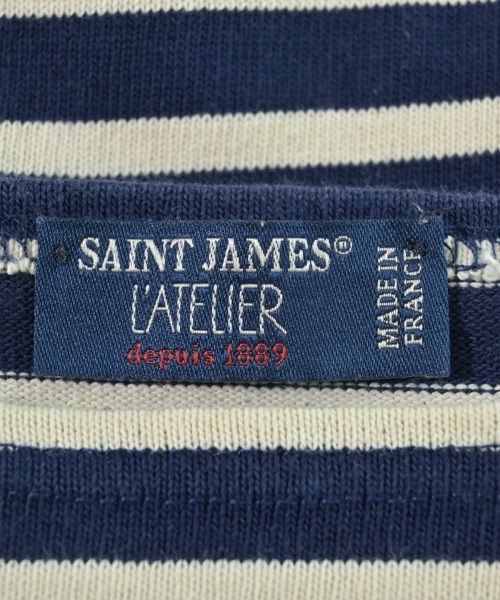 SAINT JAMES®
L'ATELIER
depuis 1889
MADE IN
FRANCE